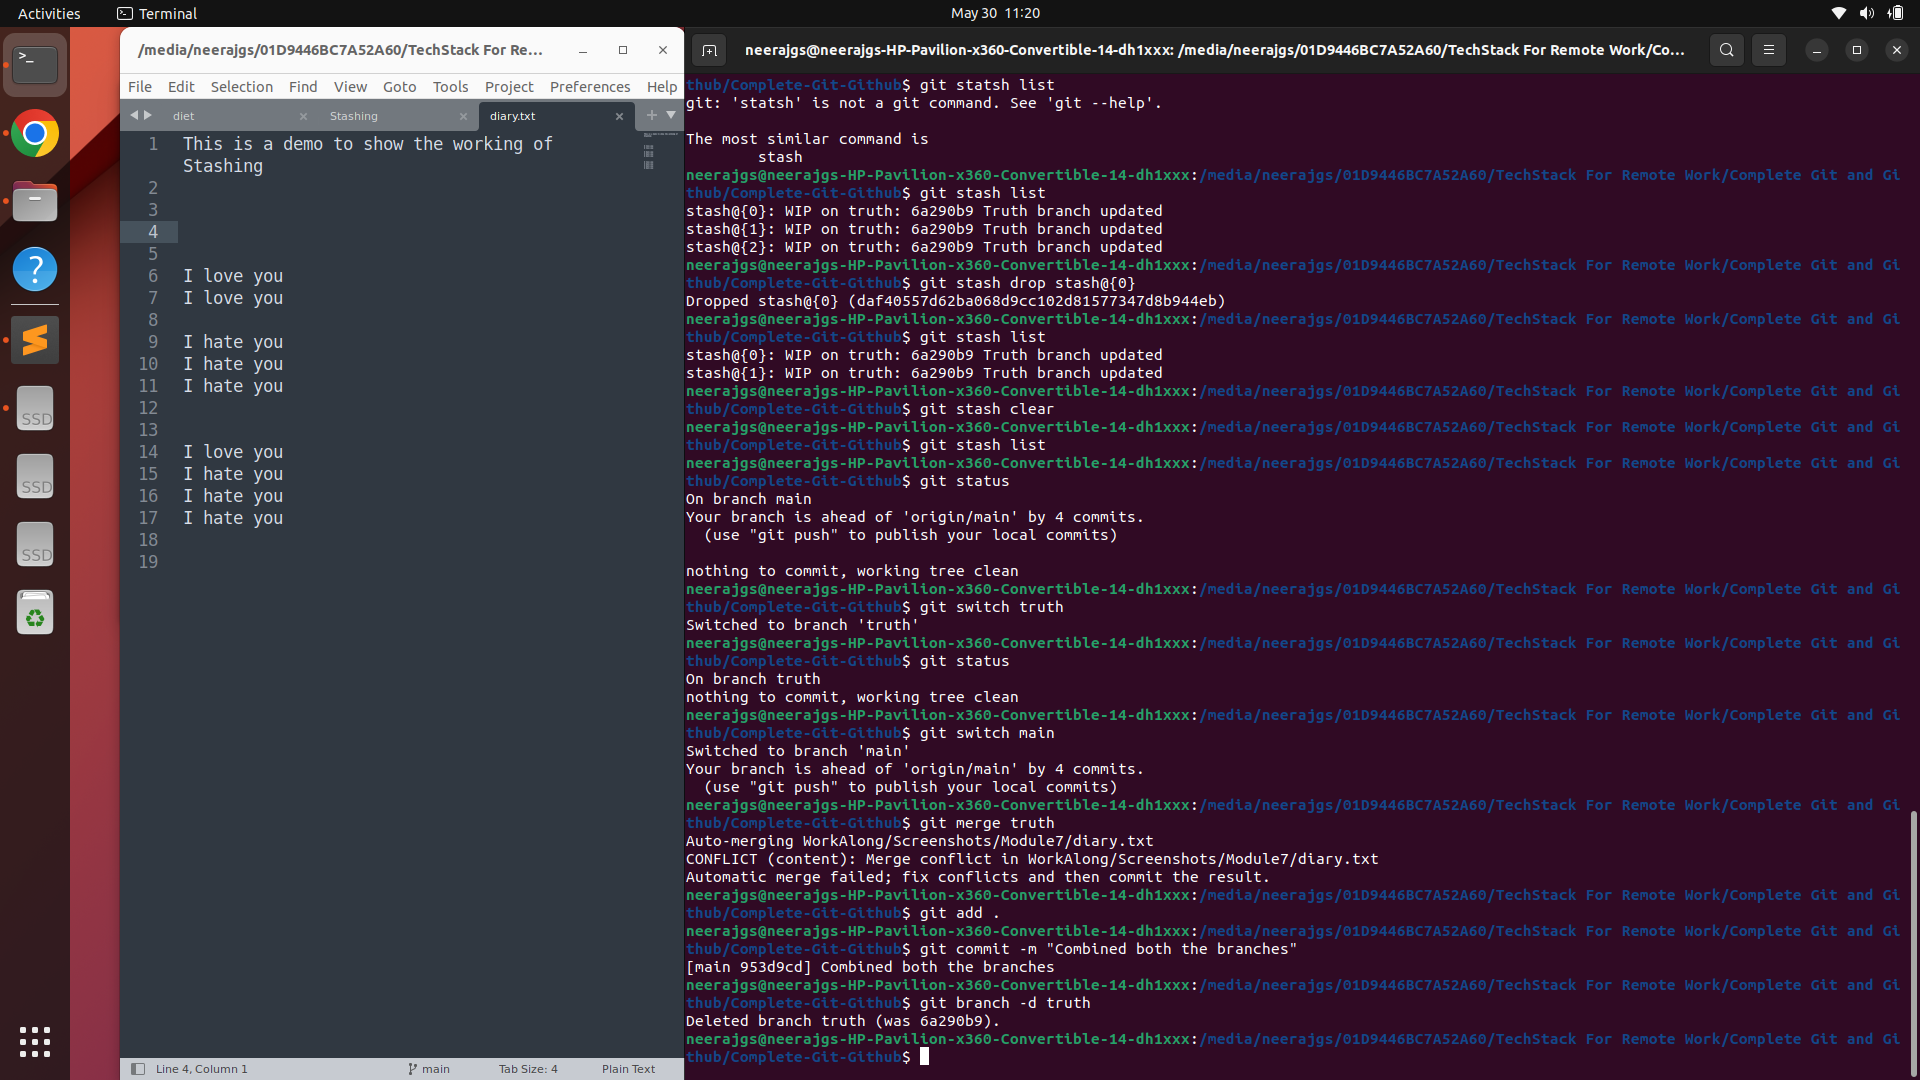 Activities
Terminal
May 30 11:20
/media/neerajgs/01D9446BC7A52A60/TechStack For Re...
File Edit Selection Find View Goto Tools Project Preferences Help
diet
Stashing
diary.txt
1 This is a demo to show the working of
Stashing
2
3
4
5
6 I love you
7 I love you
8
9 I hate you
10 I hate you
11 I hate you
12
13
14 I love you
15 I hate you
16 I hate you
17 I hate you
18
19
Line 4, Column 1
main
Tab Size: 4
Plain Text
SSD
SSD
SSD
neerajgs@neerajgs-HP-Pavilion-x360-Convertible-14-dh1xxx: /media/neerajgs/01D9446BC7A52A60/TechStack For Remote Work/Co...
thub/Complete-Git-Github$ git statsh list
git: 'statsh' is not a git command. See 'git --help'.
The most similar command is
stash
neerajgs@neerajgs-HP-Pavilion-x360-Convertible-14-dh1xxx:/media/neerajgs/01D9446BC7A52A60/TechStack For Remote Work/Complete Git and Gi
thub/Complete-Git-Github$ git stash list
stash@{0}: WIP on truth: 6a290b9 Truth branch updated
stash@{1}: WIP on truth: 6a290b9 Truth branch updated
stash@{2}: WIP on truth: 6a290b9 Truth branch updated
neerajgs@neerajgs-HP-Pavilion-x360-Convertible-14-dh1xxx:/media/neerajgs/01D9446BC7A52A60/TechStack For Remote Work/Complete Git and Gi
thub/Complete-Git-Github$ git stash drop stash@{0}
Dropped stash@{0} (daf40557d62ba068d9cc102d81577347d8b944eb)
neerajgs@neerajgs-HP-Pavilion-x360-Convertible-14-dh1xxx:/media/neerajgs/01D9446BC7A52A60/TechStack For Remote Work/Complete Git and Gi
thub/Complete-Git-Github$ git stash list
stash@{0}: WIP on truth: 6a290b9 Truth branch updated
stash@{1}: WIP on truth: 6a290b9 Truth branch updated
neerajgs@neerajgs-HP-Pavilion-x360-Convertible-14-dh1xxx:/media/neerajgs/01D9446BC7A52A60/TechStack For Remote Work/Complete Git and Gi
thub/Complete-Git-Github$ git stash clear
neerajgs@neerajgs-HP-Pavilion-x360-Convertible-14-dh1xxx:/media/neerajgs/01D9446BC7A52A60/TechStack For Remote Work/Complete Git and Gi
thub/Complete-Git-Github$ git stash list
neerajgs@neerajgs-HP-Pavilion-x360-Convertible-14-dh1xxx:/media/neerajgs/01D9446BC7A52A60/TechStack For Remote Work/Complete Git and Gi
thub/Complete-Git-Github$ git status
On branch main
Your branch is ahead of 'origin/main' by 4 commits.
(use "git push" to publish your local commits)
nothing to commit, working tree clean
neerajgs@neerajgs-HP-Pavilion-x360-Convertible-14-dh1xxx:/media/neerajgs/01D9446BC7A52A60/TechStack For Remote Work/Complete Git and Gi
thub/Complete-Git-Github$ git switch truth
Switched to branch 'truth'
neerajgs@neerajgs-HP-Pavilion-x360-Convertible-14-dh1xxx:/media/neerajgs/01D9446BC7A52A60/TechStack For Remote Work/Complete Git and Gi
thub/Complete-Git-Github$ git status
On branch truth
nothing to commit, working tree clean
neerajgs@neerajgs-HP-Pavilion-x360-Convertible-14-dh1xxx:/media/neerajgs/01D9446BC7A52A60/TechStack For Remote Work/Complete Git and Gi
thub/Complete-Git-Github$ git switch main
Switched to branch 'main'
Your branch is ahead of 'origin/main' by 4 commits.
(use "git push" to publish your local commits)
neerajgs@neerajgs-HP-Pavilion-x360-Convertible-14-dh1xxx:/media/neerajgs/01D9446BC7A52A60/TechStack For Remote Work/Complete Git and Gi
thub/Complete-Git-Github$ git merge truth
Auto-merging WorkAlong/Screenshots/Module7/diary.txt
CONFLICT (content): Merge conflict in WorkAlong/Screenshots/Module7/diary.txt
Automatic merge failed; fix conflicts and then commit the result.
neerajgs@neerajgs-HP-Pavilion-x360-Convertible-14-dh1xxx:/media/neerajgs/01D9446BC7A52A60/TechStack For Remote Work/Complete Git and Gi
thub/Complete-Git-Github$ git add .
neerajgs@neerajgs-HP-Pavilion-x360-Convertible-14-dh1xxx:/media/neerajgs/01D9446BC7A52A60/TechStack For Remote Work/Complete Git and Gi
thub/Complete-Git-Github$ git commit -m "Combined both the branches"
[main 953d9cd] Combined both the branches
neerajgs@neerajgs-HP-Pavilion-x360-Convertible-14-dh1xxx:/media/neerajgs/01D9446BC7A52A60/TechStack For Remote Work/Complete Git and Gi
thub/Complete-Git-Github$ git branch -d truth
Deleted branch truth (was 6a290b9).
neerajgs@neerajgs-HP-Pavilion-x360-Convertible-14-dh1xxx:/media/neerajgs/01D9446BC7A52A60/TechStack For Remote Work/Complete Git and Gi
thub/Complete-Git-Github$